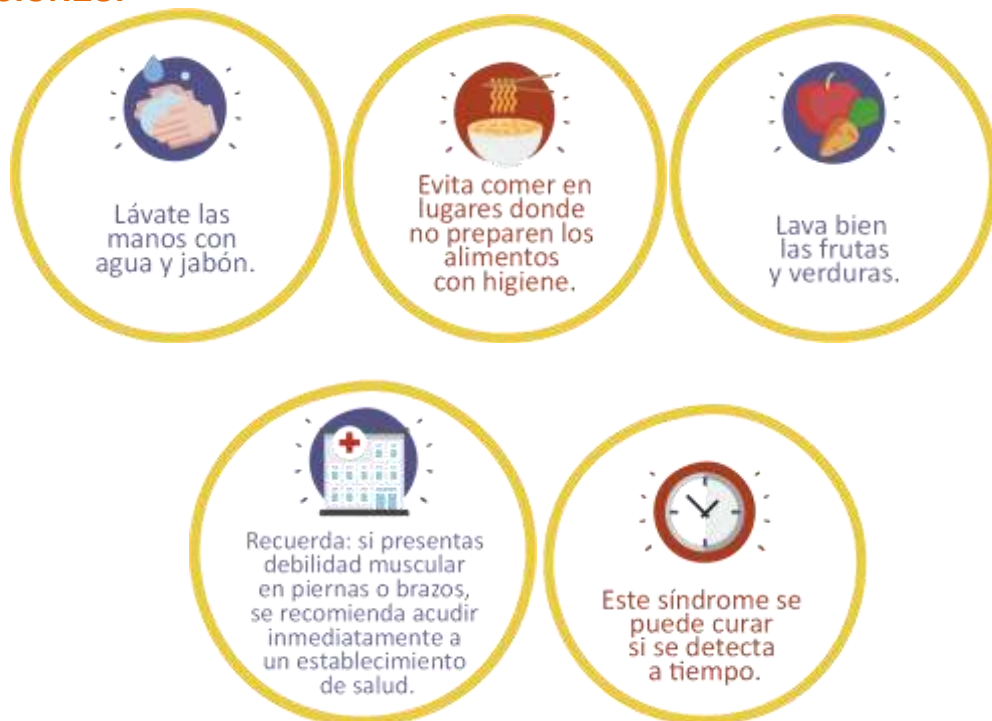 Lávate las
manos con
agua y jabón.
Evita comer en
lugares donde
no preparen los
alimentos
con higiene.
Lava bien
las frutas
y verduras.
Recuerda: si presentas
debilidad muscular
en piernas o brazos,
se recomienda acudir
inmediatamente a
un establecimiento
de salud.
Este síndrome se
puede curar
si se detecta
a tiempo.